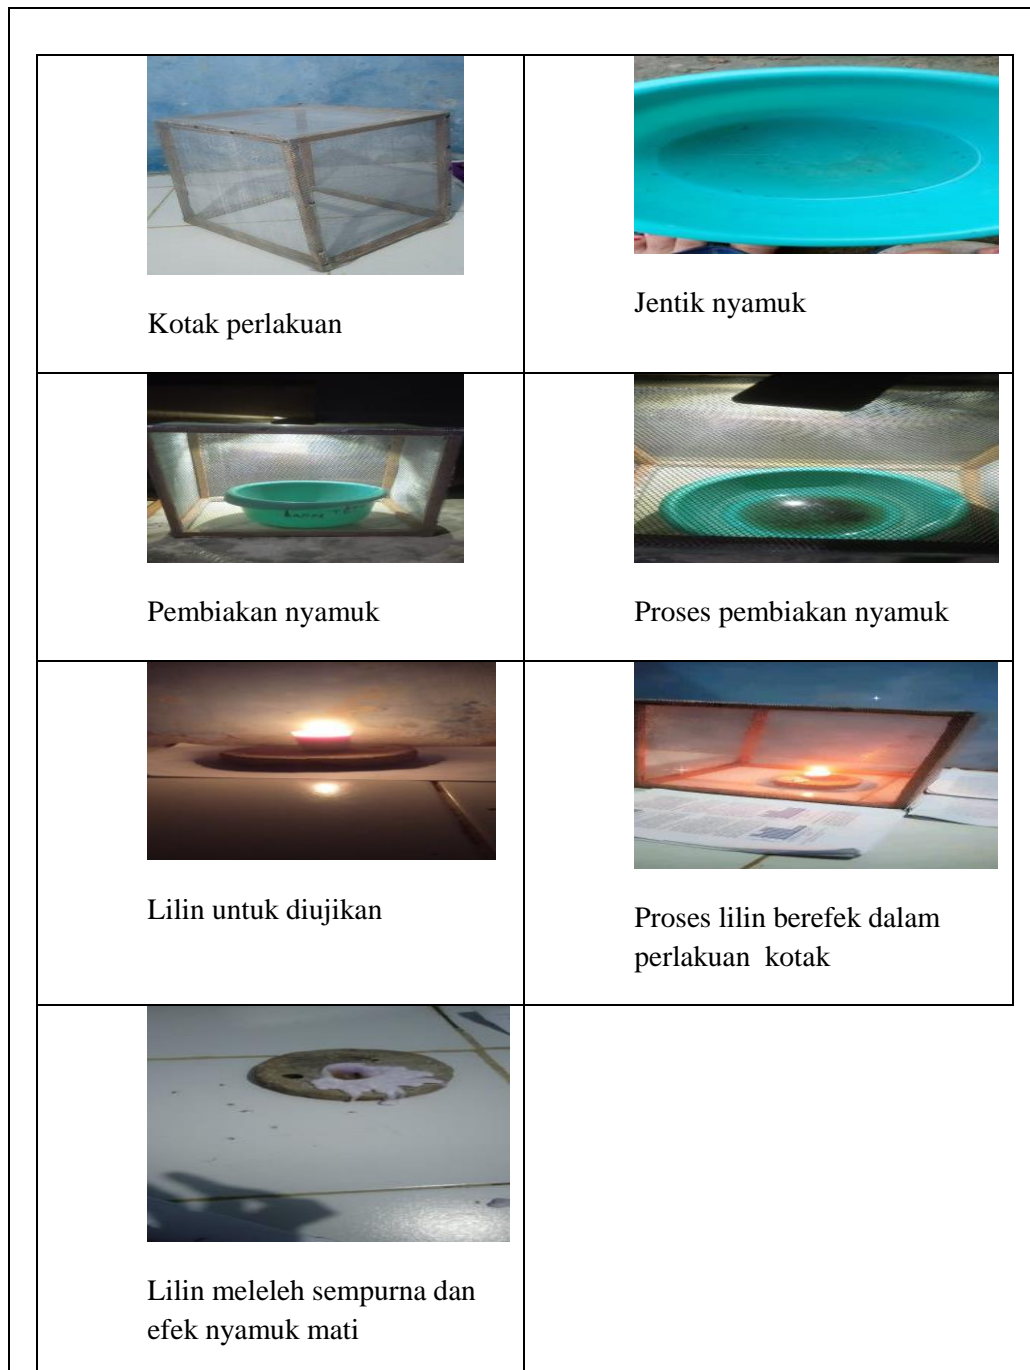 Kotak perlakuan
Jentik nyamuk
Pembiakan nyamuk
Proses pembiakan nyamuk
Lilin untuk diujikan
Proses lilin berefek dalam
perlakuan kotak
Lilin meleleh sempurna dan
efek nyamuk mati